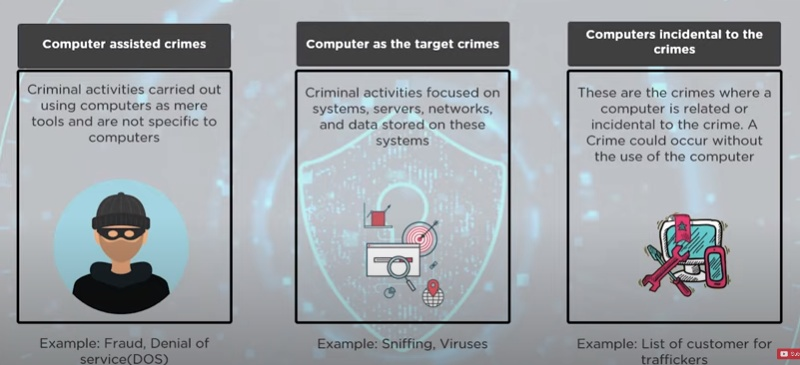 Computer assisted crimes
Criminal activities carried out
using computers as mere
tools and are not specific to
computers
Example: Fraud, Denial of
service(DOS)
Computer as the target crimes
Criminal activities focused on
systems, servers, networks,
and data stored on these
systems
Example: Sniffing, Viruses
Computers incidental to the
crimes
These are the crimes where a
computer is related or
incidental to the crime. A
Crime could occur without
the use of the computer
Example: List of customer for
traffickers